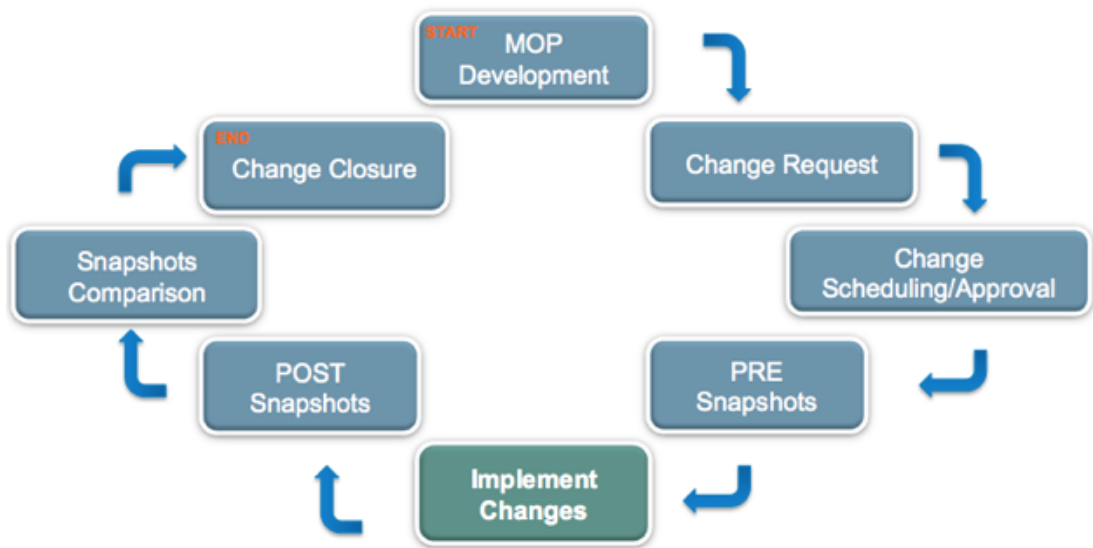 START
MOP
Development
Change Request
Change
Scheduling/Approval
PRE
Snapshots
Implement
Changes
POST
Snapshots
Snapshots
Comparison
END
Change Closure